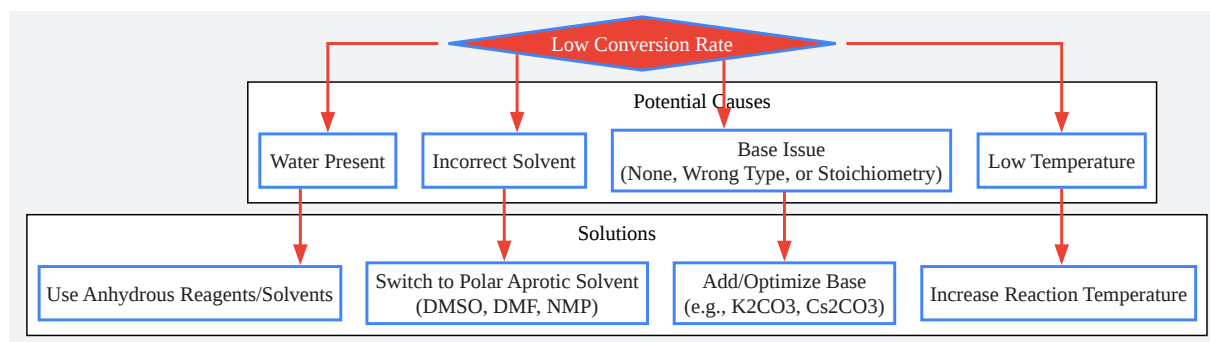 Low Conversion Rate
Potential Causes
Water Present
Incorrect Solvent
Base Issue
(None, Wrong Type, or Stoichiometry)
Low Temperature
Solutions
Use Anhydrous Reagents/Solvents
Switch to Polar Aprotic Solvent
(DMSO, DMF, NMP)
Add/Optimize Base
(e.g., K2CO3, Cs2CO3)
Increase Reaction Temperature